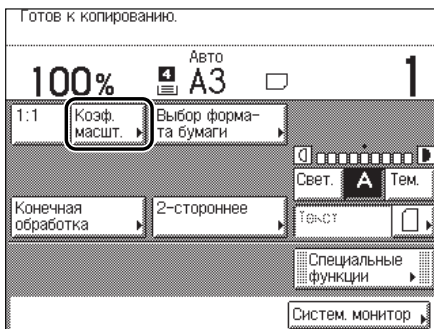 Готов к копированию.
Авто
100% 4 A3 1
1:1 Коэф. масшт. Выбор форма-
та бумаги
Свет. A Тем.
Конечная обработка 2-стороннее Текст
Специальные
функции
Систем. монитор